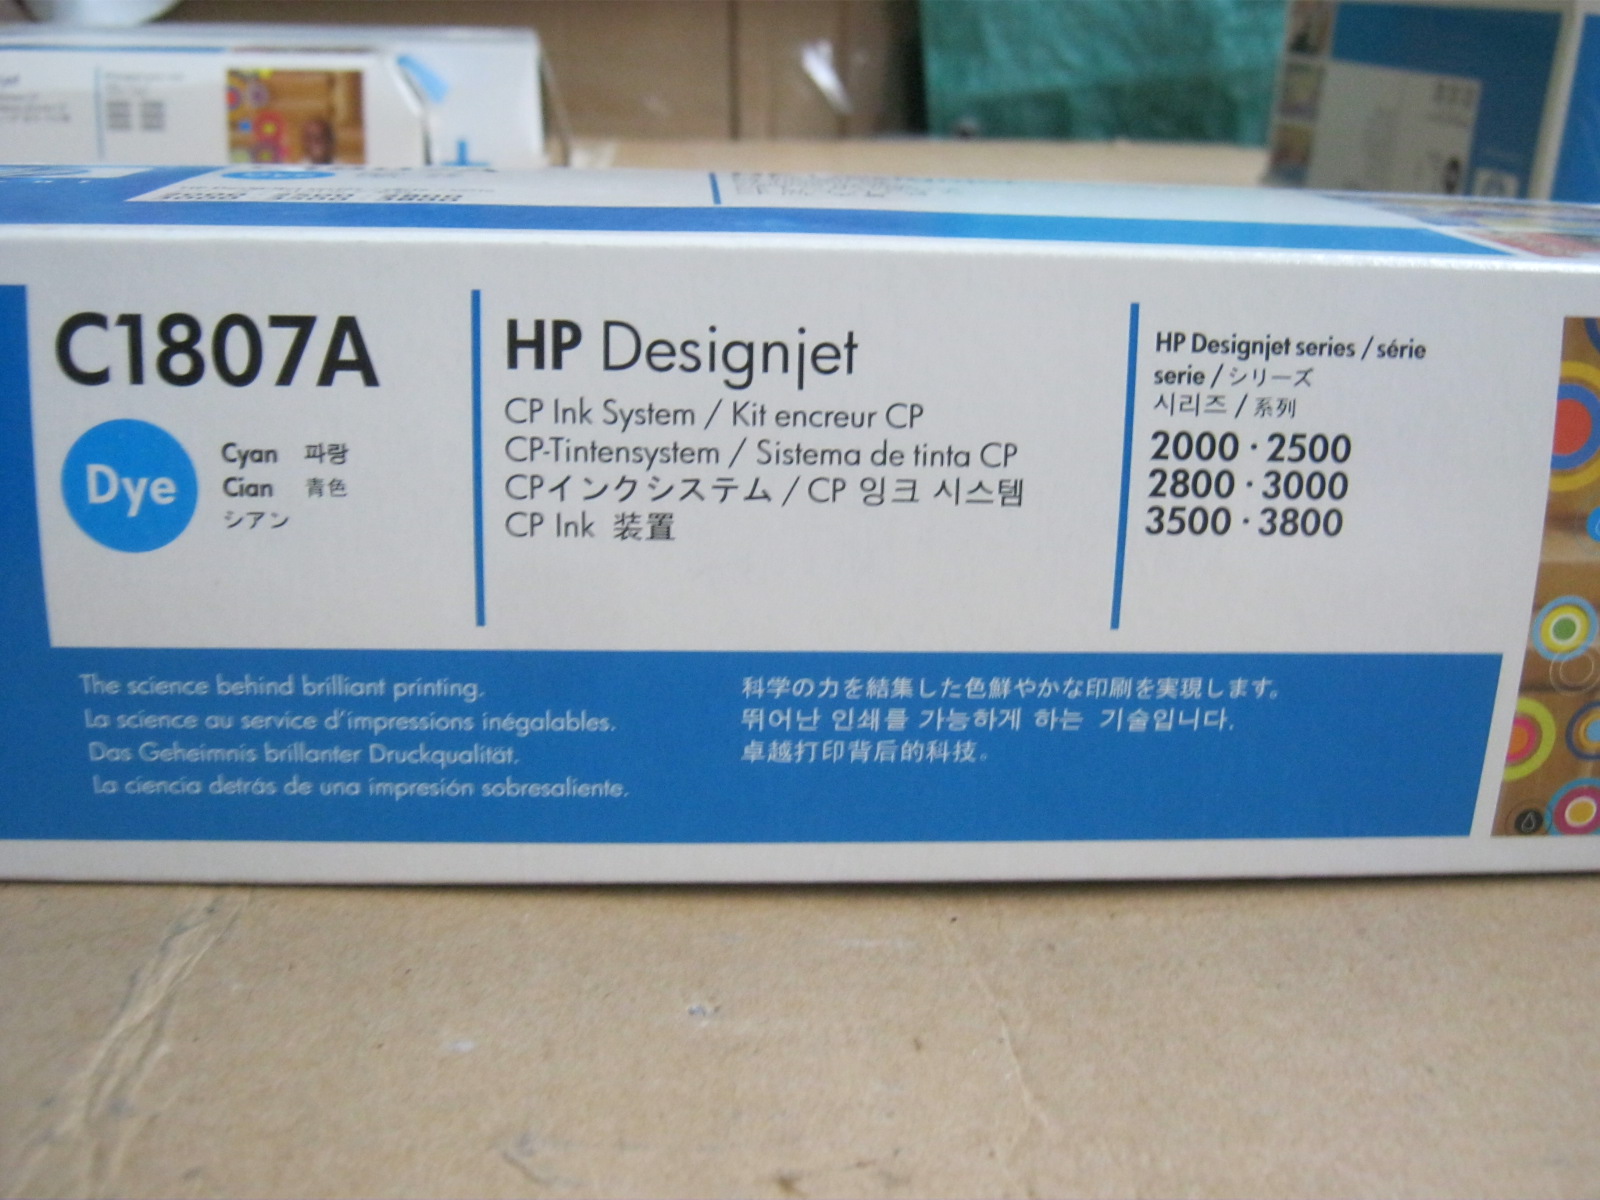 C1807A
Dye
Cyan 파랑
Cian 青色
シアン
HP Designjet
CP Ink System / Kit encreur CP
CP-Tintensystem / Sistema de tinta CP
CPインクシステム / CP 잉크 시스템
CP Ink 装置
HP Designjet series / série
serie / シリーズ
시리즈 / 系列
2000 · 2500
2800 · 3000
3500 · 3800
The science behind brilliant printing.
La science au service d'impressions inégalables.
Das Geheimnis brillanter Druckqualität.
La ciencia detrás de una impresión sobresaliente.
科学の力を結集した色鮮やかな印刷を実現します。
뛰어난 인쇄를 가능하게 하는 기술입니다.
卓越打印背后的科技。